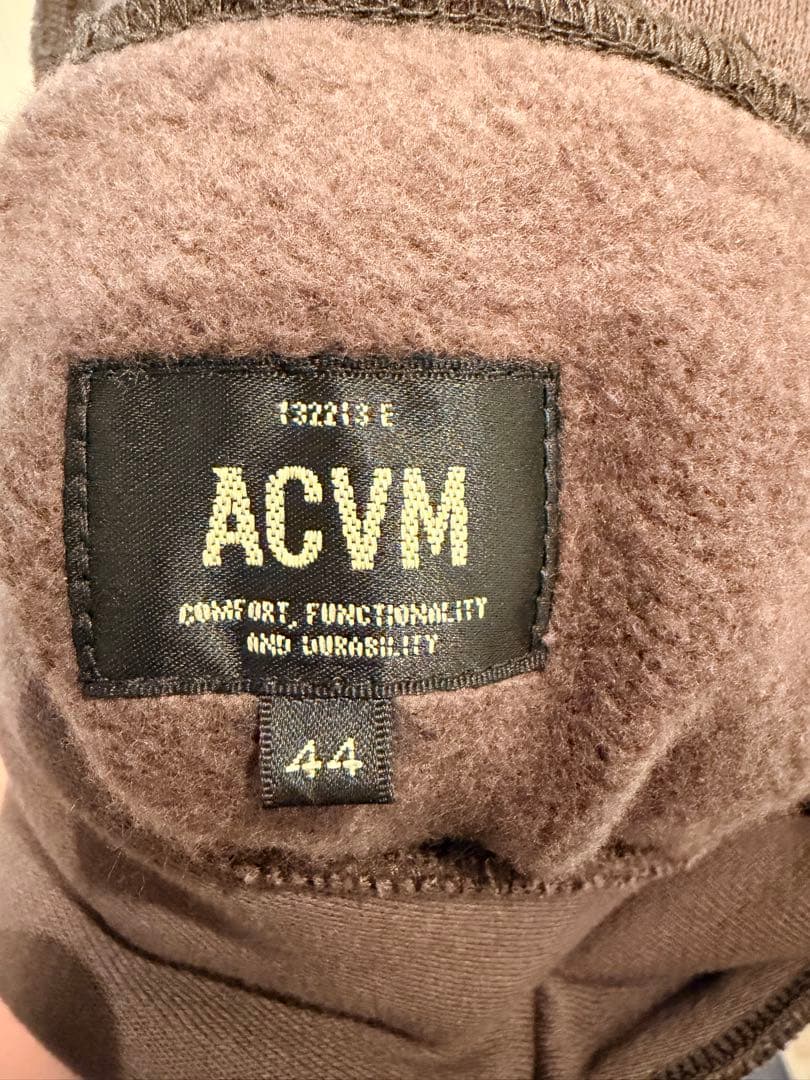 132213 E
ACVM
COMFORT, FUNCTIONALITY
AND DURABILITY
44